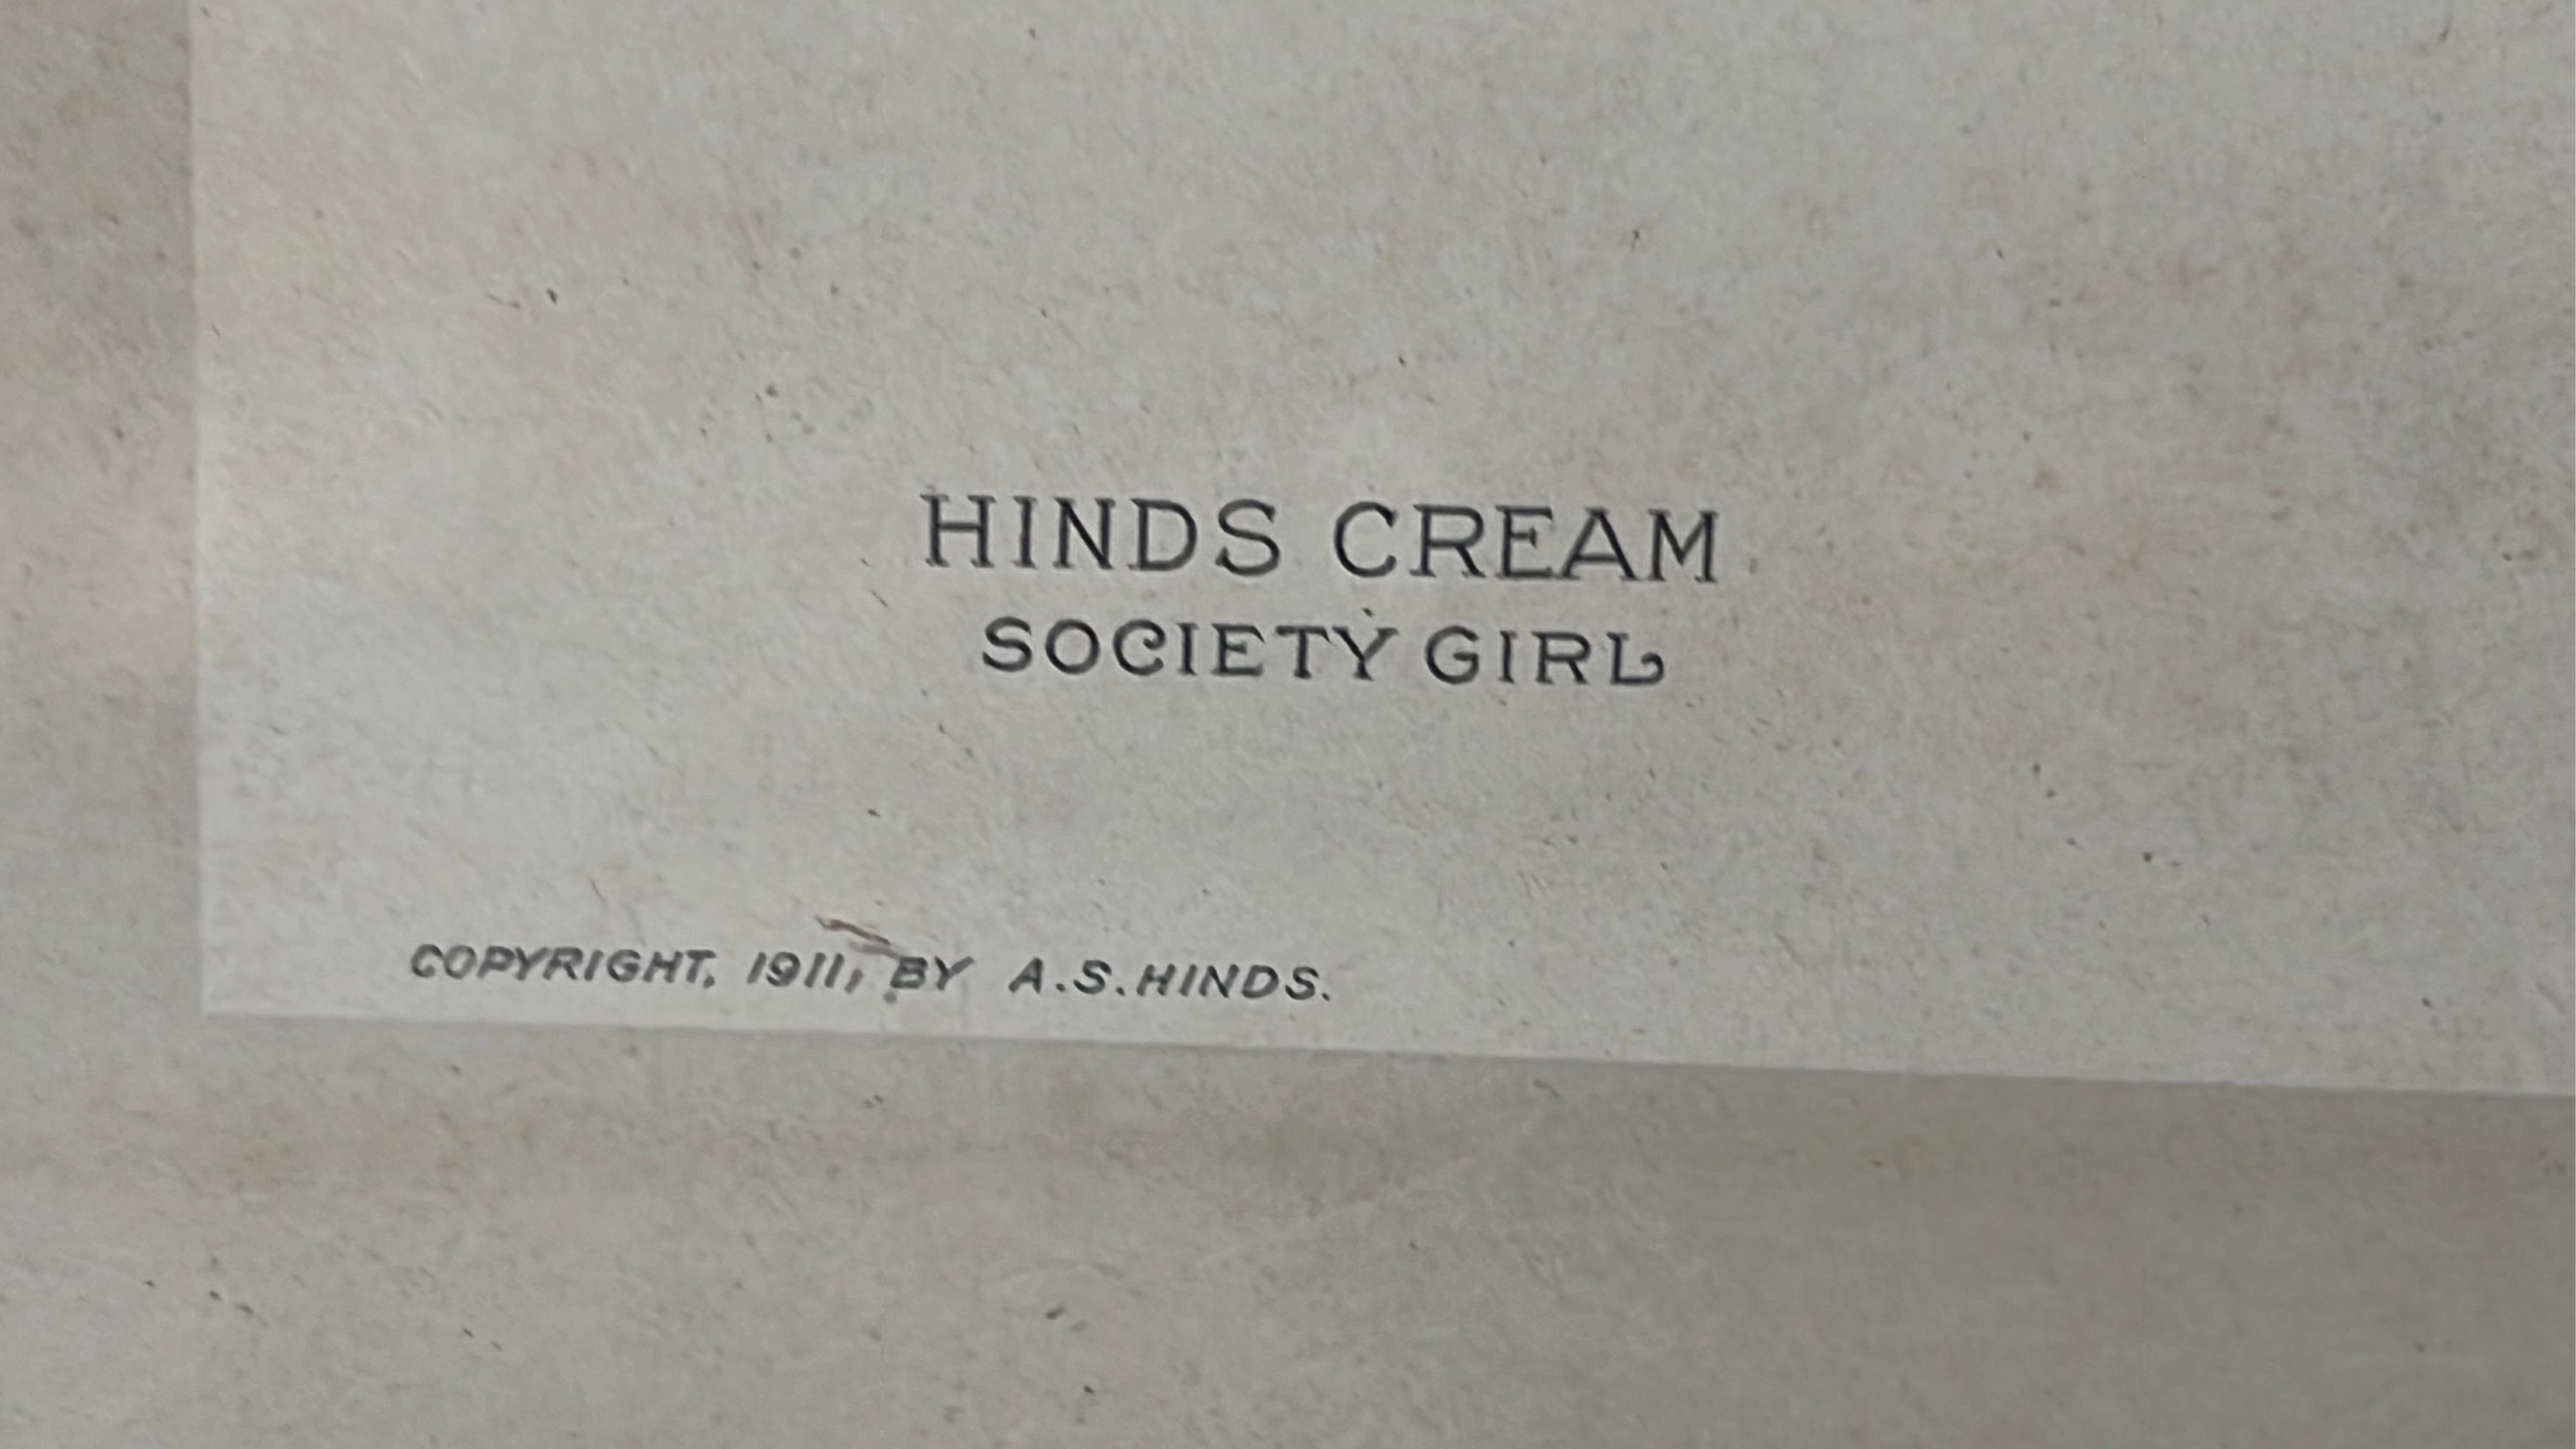 HINDS CREAM
SOCIETY GIRL
COPYRIGHT, 1911, BY A.S.HINDS.